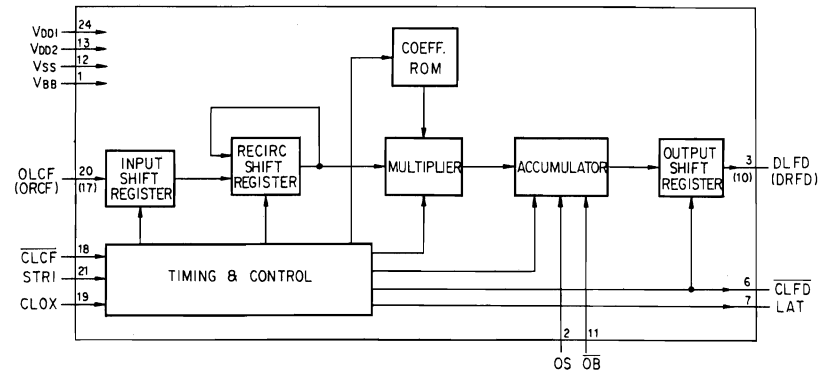 VDD1 24
VDD2 13
VSS 12
VBB 1
COEFF.
ROM
OLCF 20
(ORCF) (17)
INPUT
SHIFT
REGISTER
RECIRC
SHIFT
REGISTER
MULTIPLIER
ACCUMULATOR
OUTPUT
SHIFT
REGISTER
3 DLFD
(10) (DRFD)
CLCF 18
STRI 21
CLOX 19
TIMING & CONTROL
6 CLFD
7 LAT
2 11
OS OB